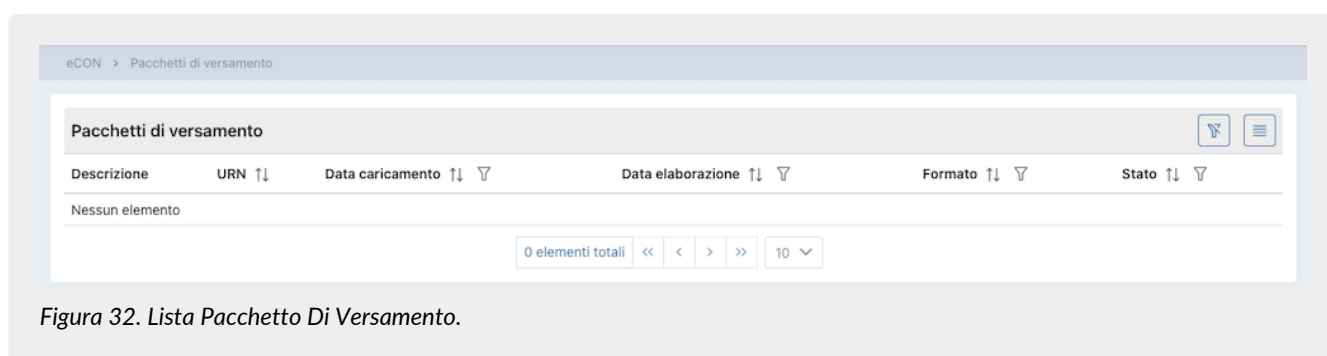 eCON > Pacchetti di versamento
Pacchetti di versamento
Descrizione URN Data caricamento Data elaborazione Formato Stato
Nessun elemento
0 elementi totali << < > >> 10
Figura 32. Lista Pacchetto Di Versamento.